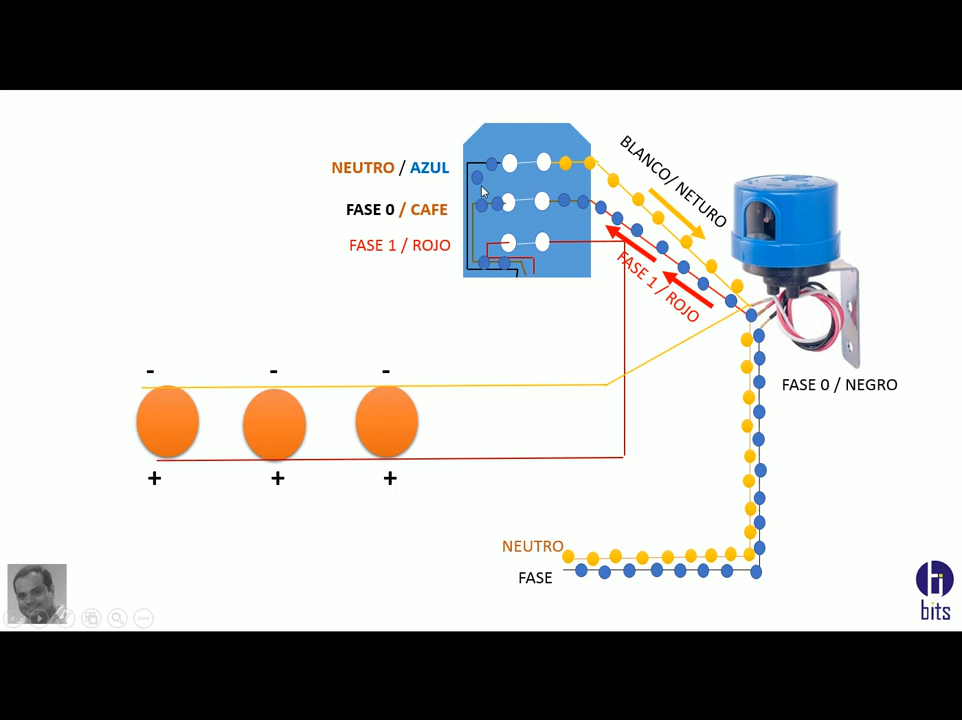 BLANCO/ NETURO
NEUTRO / AZUL
FASE 0 / CAFE
FASE 1 / ROJO
FASE 1 / ROJO
FASE 0 / NEGRO
- - -
+ + +
NEUTRO
FASE
bits